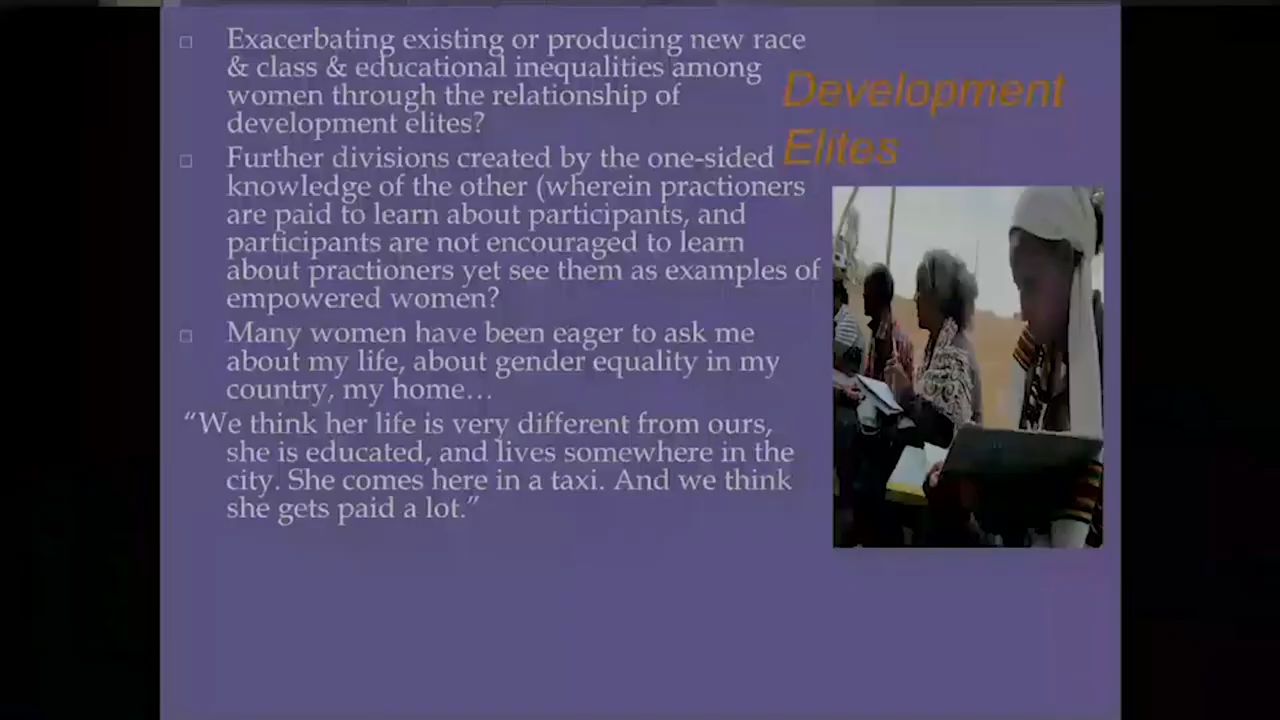 Development
Elites
□ Exacerbating existing or producing new race
& class & educational inequalities among
women through the relationship of
development elites?
□ Further divisions created by the one-sided
knowledge of the other (wherein practioners
are paid to learn about participants, and
participants are not encouraged to learn
about practioners yet see them as examples of
empowered women?
□ Many women have been eager to ask me
about my life, about gender equality in my
country, my home…
“We think her life is very different from ours,
she is educated, and lives somewhere in the
city. She comes here in a taxi. And we think
she gets paid a lot.”